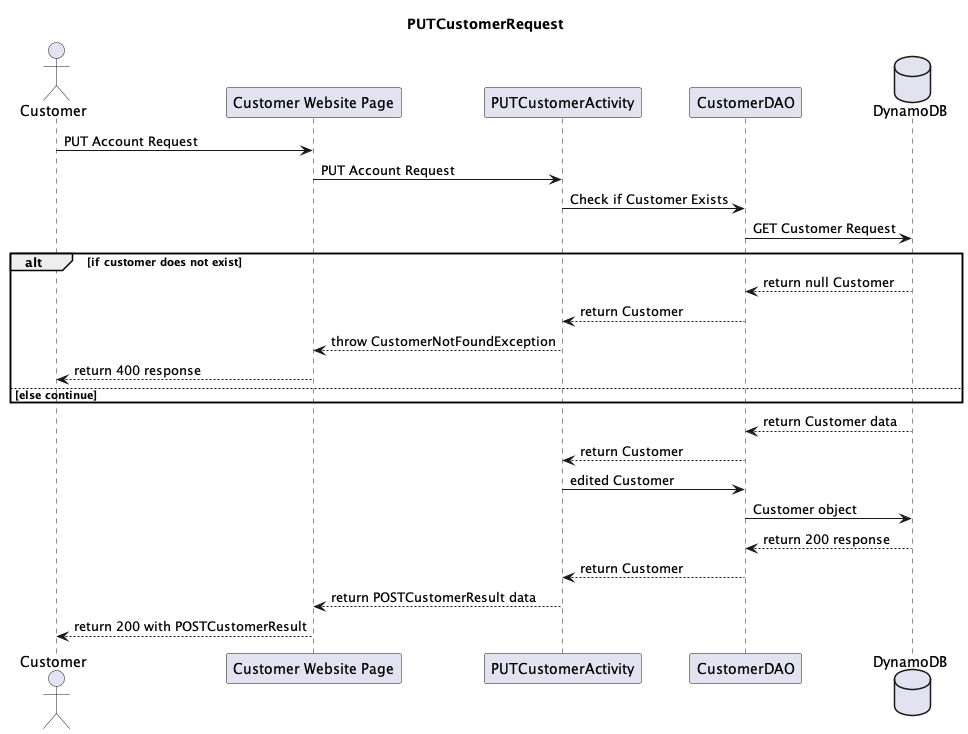 PUTCustomerRequest
Customer
Customer Website Page
PUTCustomerActivity
CustomerDAO
DynamoDB
PUT Account Request
PUT Account Request
Check if Customer Exists
GET Customer Request
alt
[if customer does not exist]
return null Customer
return Customer
throw CustomerNotFoundException
return 400 response
[else continue]
return Customer data
return Customer
edited Customer
Customer object
return 200 response
return Customer
return POSTCustomerResult data
return 200 with POSTCustomerResult
Customer
Customer Website Page
PUTCustomerActivity
CustomerDAO
DynamoDB